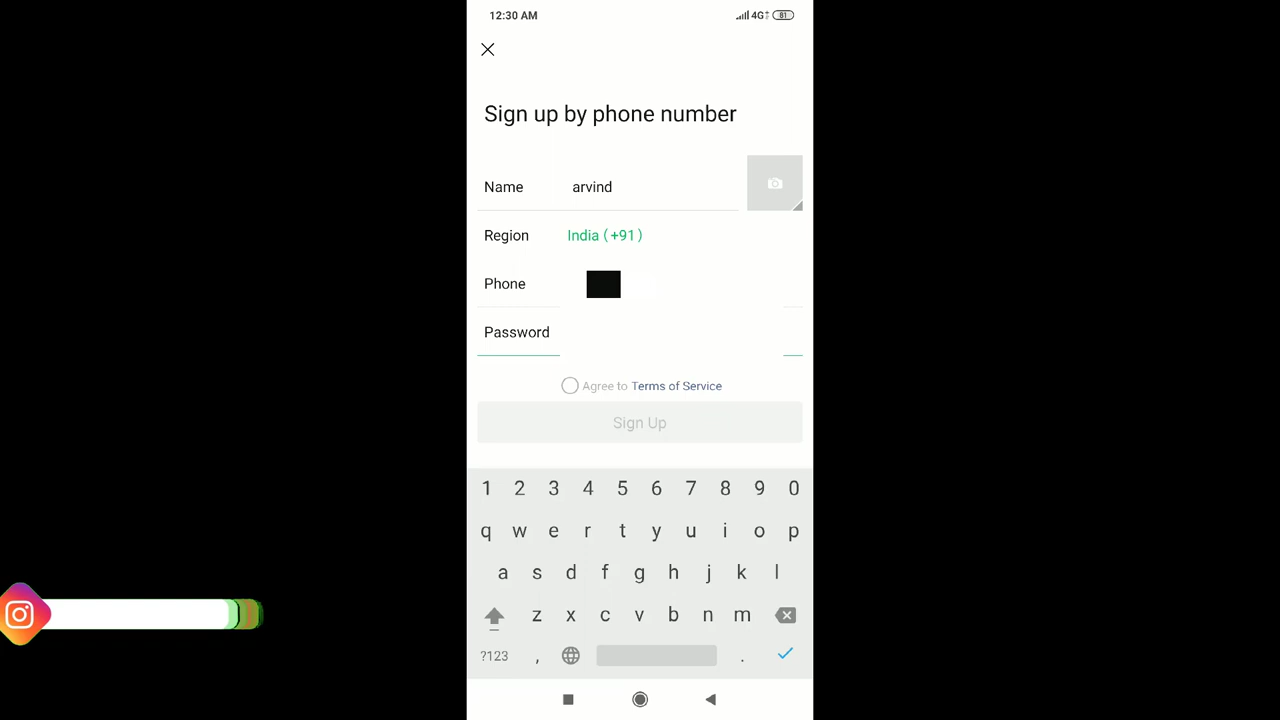 12:30 AM 4G 81
Sign up by phone number
Name arvind
Region India (+91)
Phone
Password
Agree to Terms of Service
Sign Up
1 2 3 4 5 6 7 8 9 0
q w e r t y u i o p
a s d f g h j k l
z x c v b n m
?123 , .